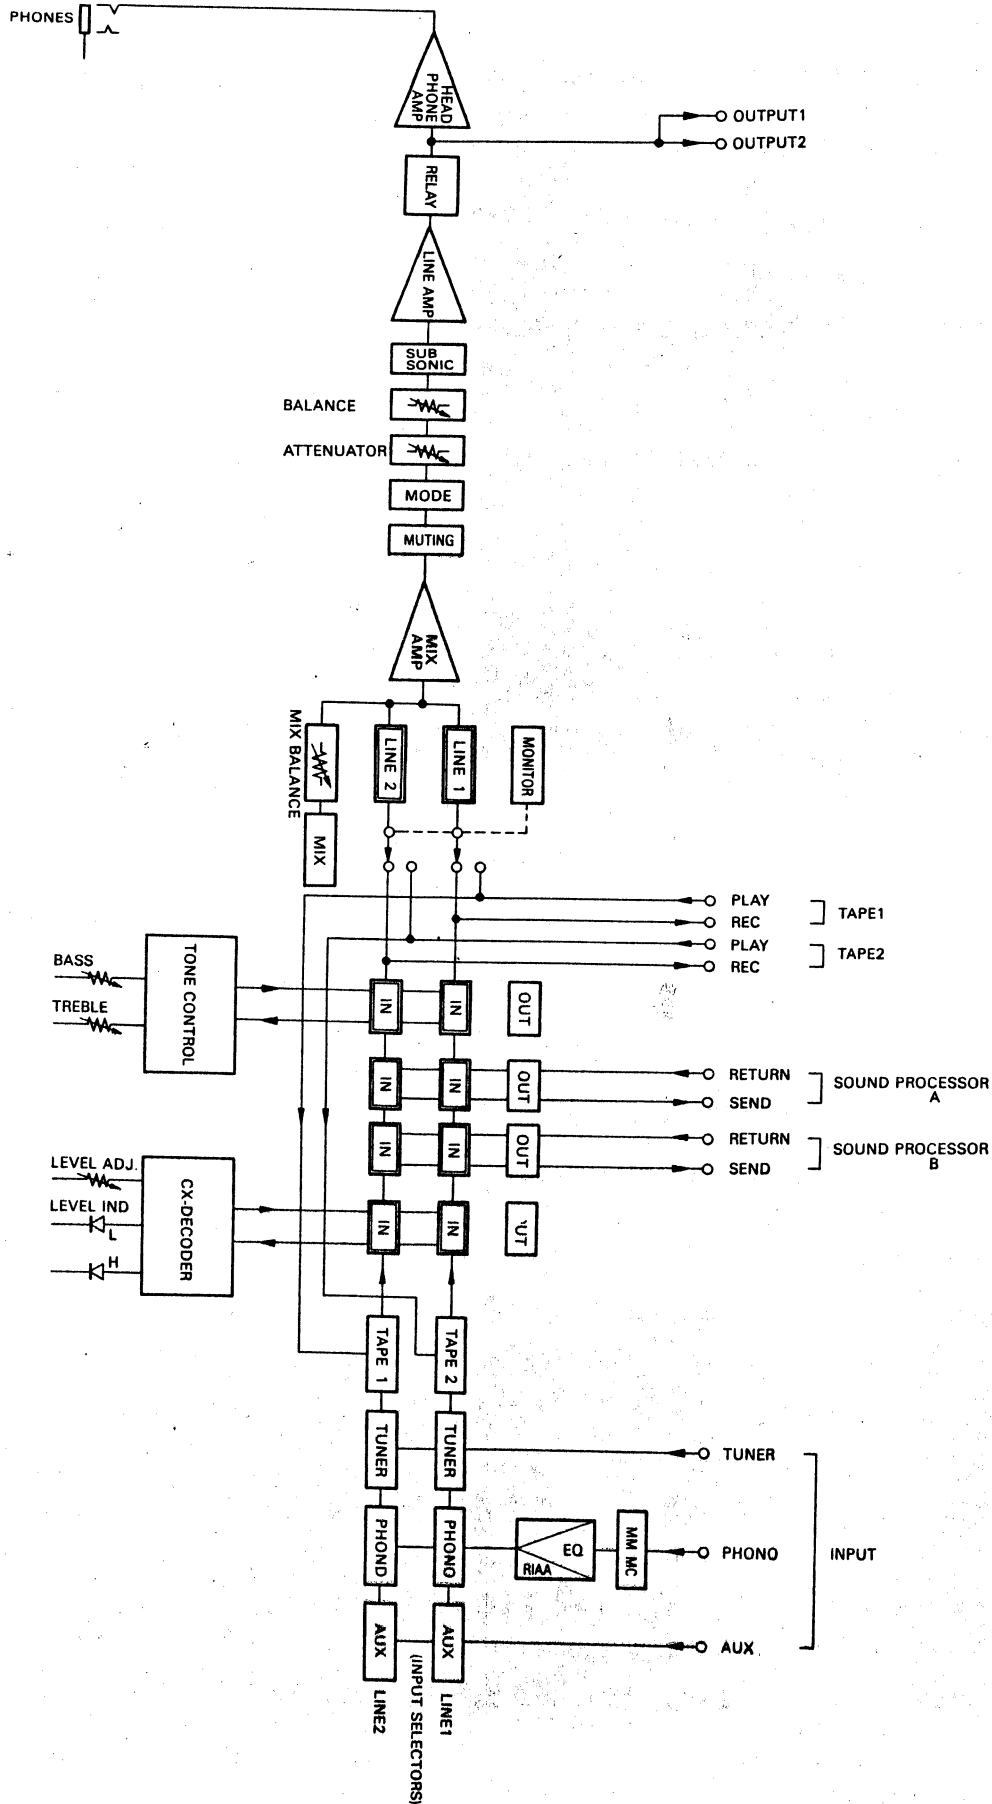 PHONES
HEAD
PHONE
AMP
OUTPUT1
OUTPUT2
RELAY
LINE AMP
SUB
SONIC
BALANCE
ATTENUATOR
MODE
MUTING
MIX
AMP
MIX BALANCE
MIX
LINE 2
LINE 1
MONITOR
PLAY
REC
TAPE1
PLAY
REC
TAPE2
BASS
TREBLE
TONE CONTROL
IN
IN
OUT
IN
IN
OUT
RETURN
SEND
SOUND PROCESSOR
A
IN
IN
OUT
RETURN
SEND
SOUND PROCESSOR
B
LEVEL ADJ.
LEVEL IND
L
H
CX-DECODER
IN
IN
'UT
TAPE 1
TAPE 2
TUNER
TUNER
TUNER
PHOND
PHONO
RIAA
EQ
MM MC
PHONO
INPUT
AUX
AUX
AUX
LINE2
(INPUT SELECTORS)
LINE1